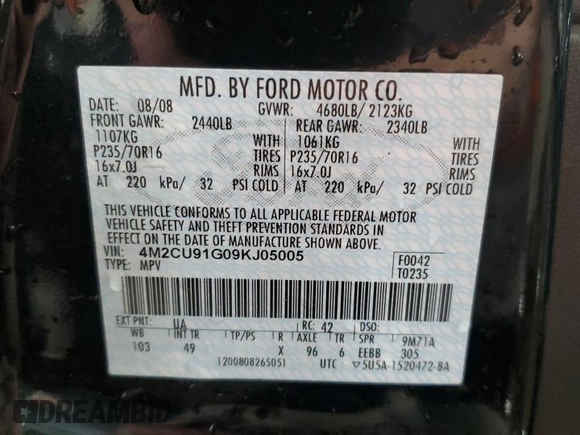 MFD. BY FORD MOTOR CO.
DATE: 08/08 GVWR: 4680LB/ 2123KG
FRONT GAWR: 2440LB REAR GAWR: 2340LB
1107KG WITH 1061KG WITH
P235/70R16 TIRES P235/70R16 TIRES
16x7.0J RIMS 16x7.0J RIMS
AT 220 kPa/ 32 PSI COLD AT 220 kPa/ 32 PSI COLD
THIS VEHICLE CONFORMS TO ALL APPLICABLE FEDERAL MOTOR
VEHICLE SAFETY AND THEFT PREVENTION STANDARDS IN
EFFECT ON THE DATE OF MANUFACTURE SHOWN ABOVE.
VIN: 4M2CU91G09KJ05005 F0042
TYPE: MPV T0235
EXT PNT: UA RC: 42 DSO:
WB INT TR TP/PS R AXLE TR SPR 9M71A
103 49 X 96 6 EEBB 305
1200808265051 UTC 5U5A-1520472-BA
Ford
DREAMBID